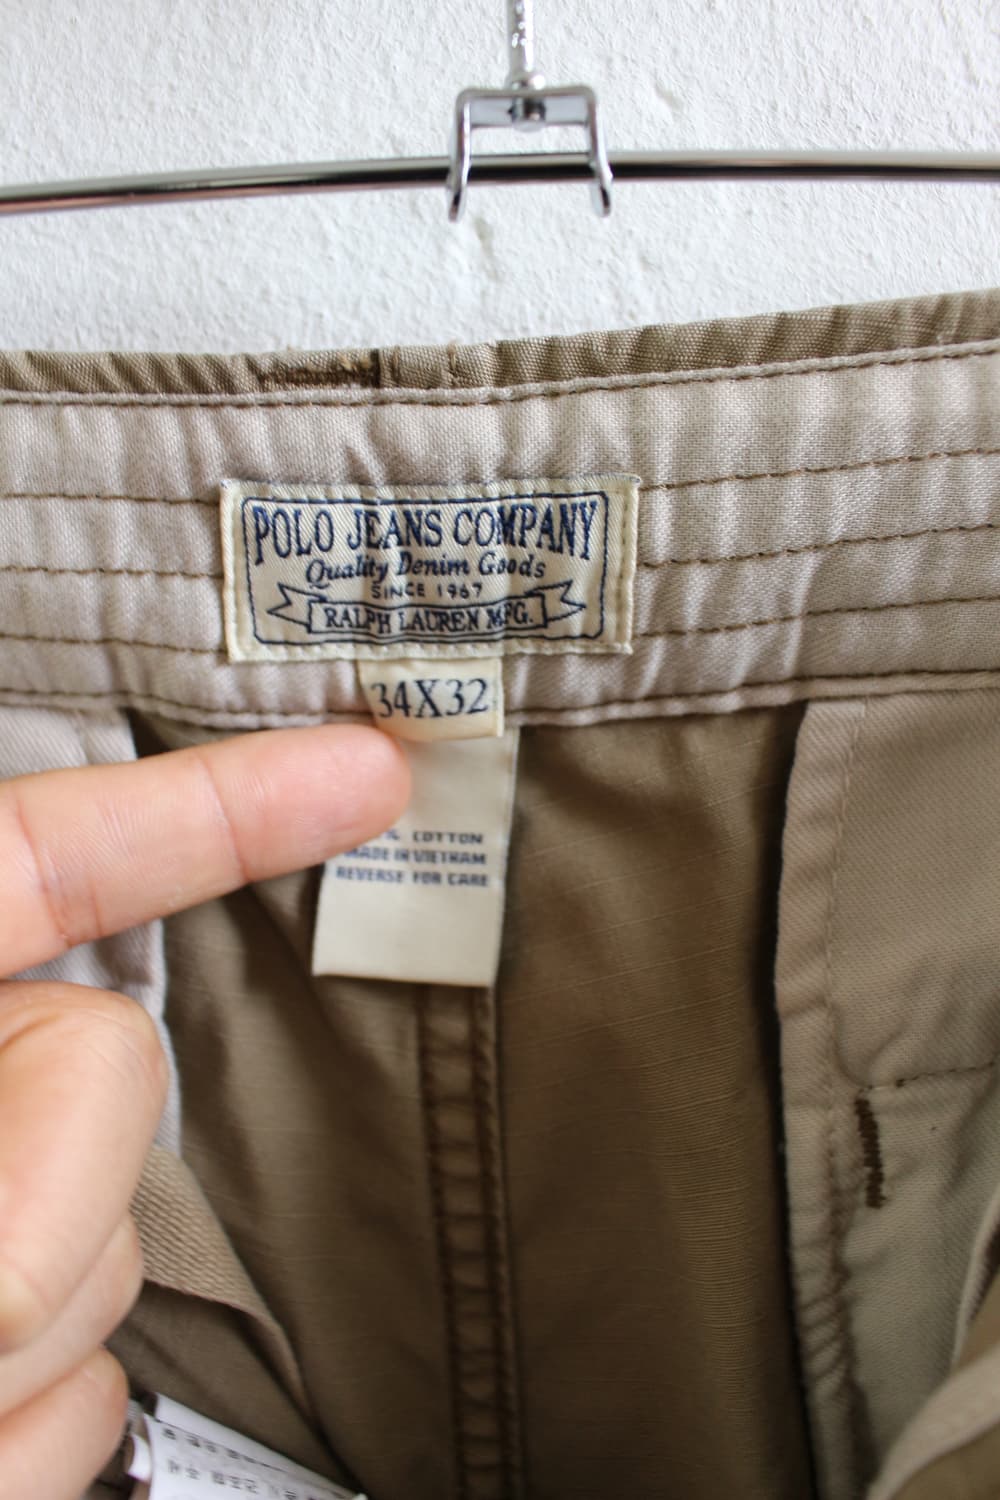 POLO JEANS COMPANY
Quality Denim Goods
SINCE 1967
RALPH LAUREN MFG.
34X32
% COTTON
MADE IN VIETNAM
REVERSE FOR CARE